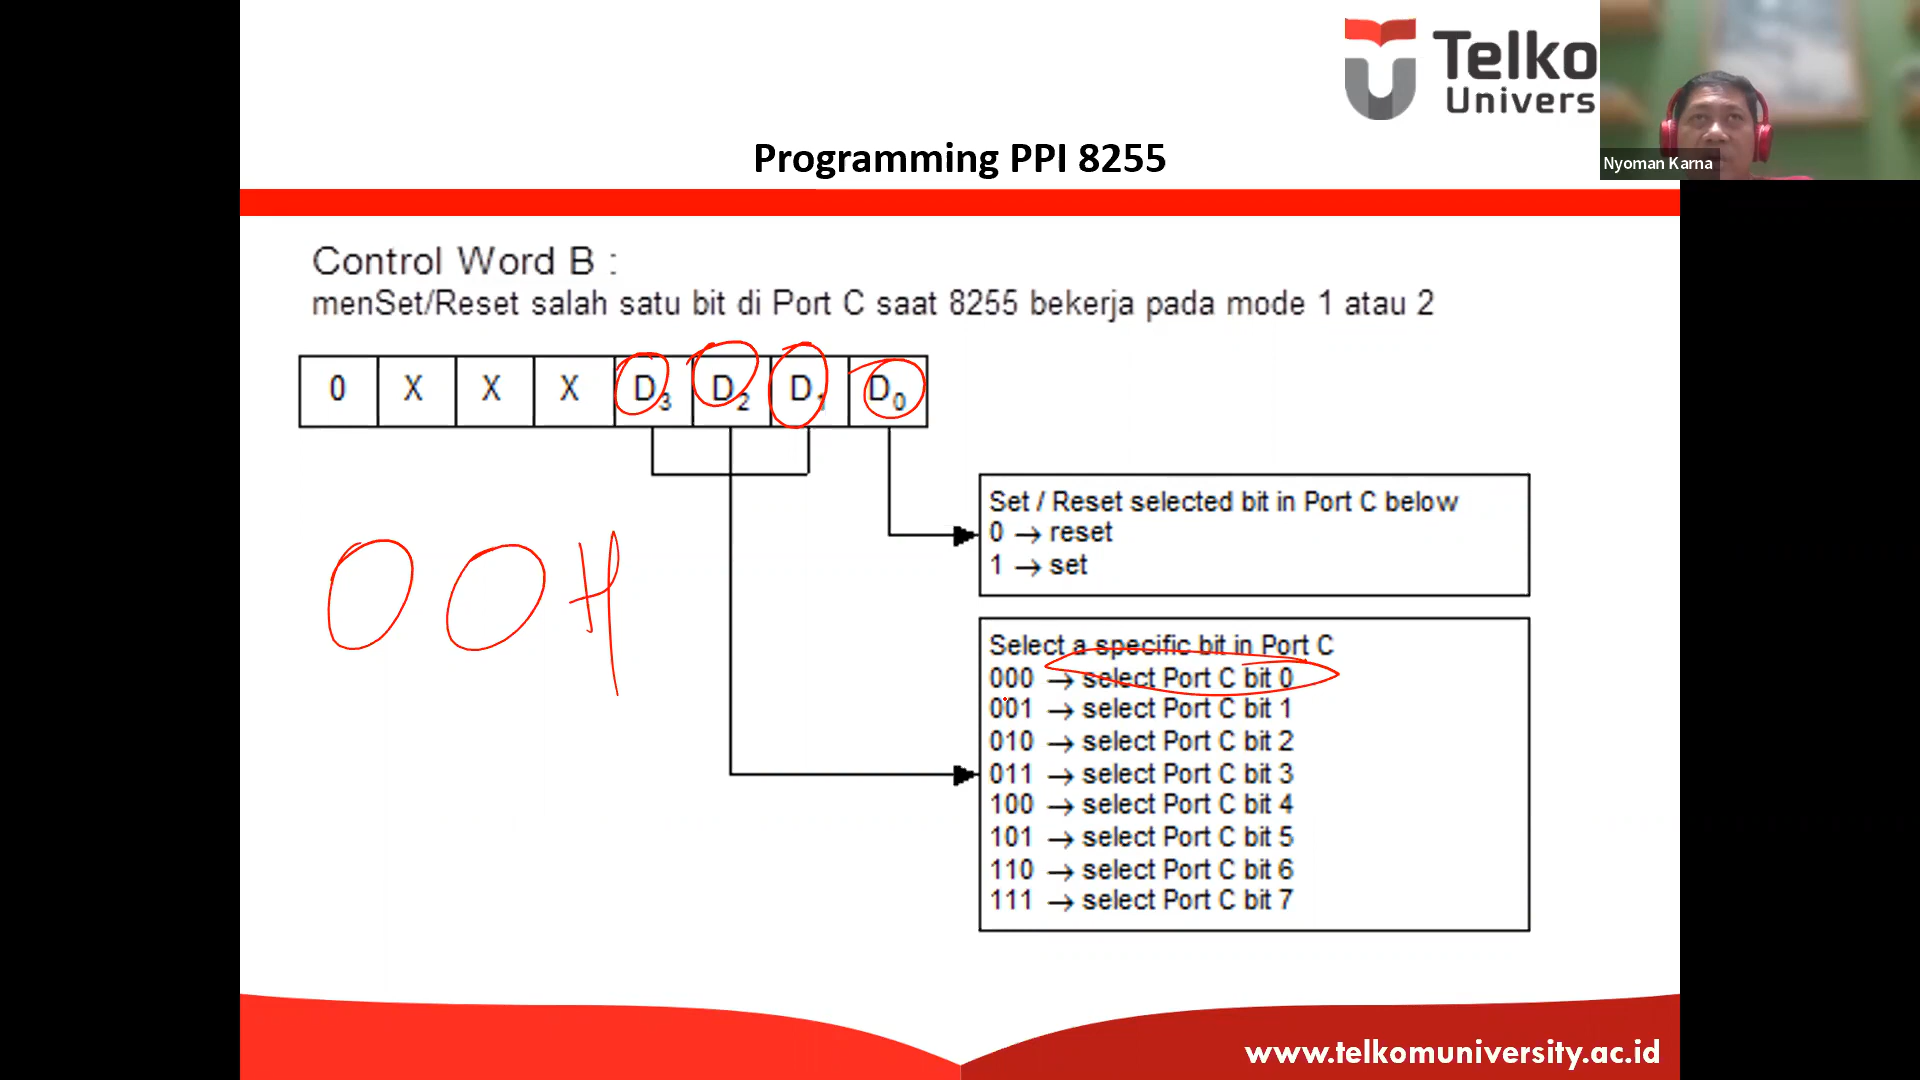 Telko
Univers
Nyoman Karna
Programming PPI 8255
Control Word B :
menSet/Reset salah satu bit di Port C saat 8255 bekerja pada mode 1 atau 2
0 X X X D3 D2 D1 D0
Set / Reset selected bit in Port C below
0 → reset
1 → set
00H
Select a specific bit in Port C
000 → select Port C bit 0
001 → select Port C bit 1
010 → select Port C bit 2
011 → select Port C bit 3
100 → select Port C bit 4
101 → select Port C bit 5
110 → select Port C bit 6
111 → select Port C bit 7
www.telkomuniversity.ac.id